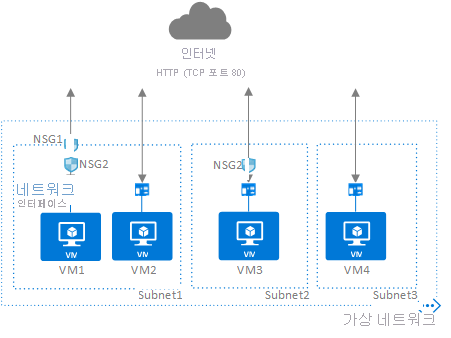 인터넷
HTTP (TCP 포트 80)
NSG1
NSG2
NSG2
네트워크
인터페이스
VM
VM
VM
VM
VM1
VM2
VM3
VM4
Subnet1
Subnet2
Subnet3
가상 네트워크